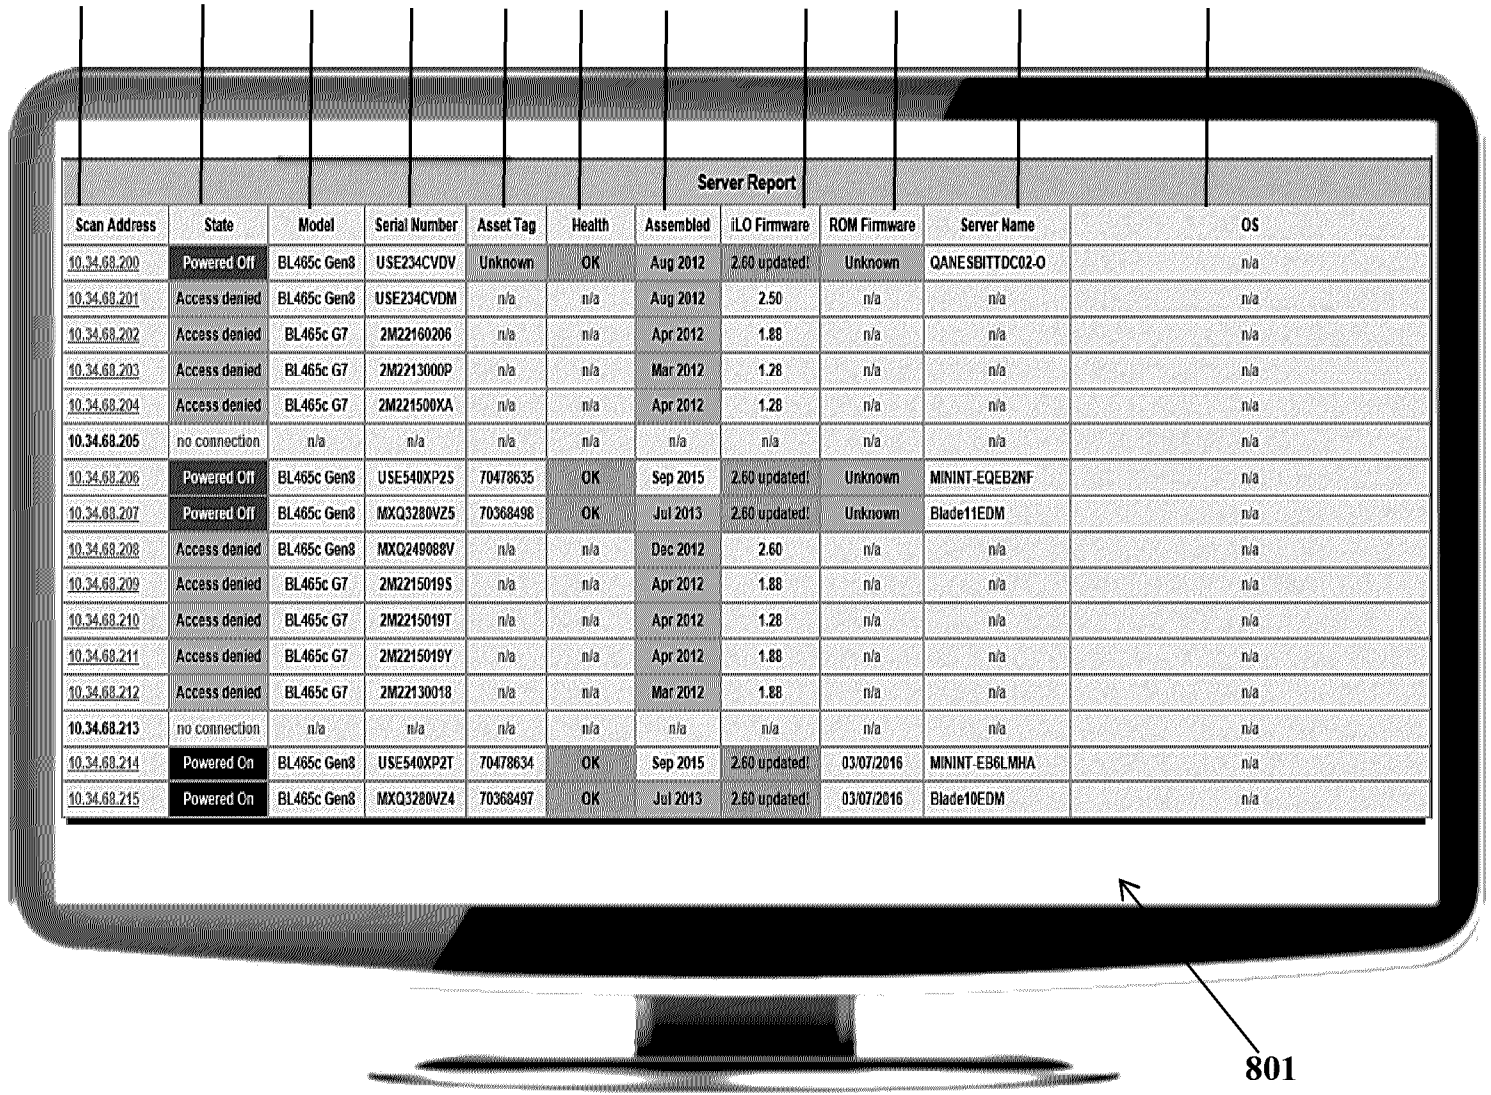 Server Report
Scan Address State Model Serial Number Asset Tag Health Assembled iLO Firmware ROM Firmware Server Name OS
10.34.68.200 Powered Off BL465c Gen8 USE234CVDV Unknown OK Aug 2012 2.60 updated! Unknown QANESBITTDC02-O n/a
10.34.68.201 Access denied BL465c Gen8 USE234CVDM n/a n/a Aug 2012 2.50 n/a n/a n/a
10.34.68.202 Access denied BL465c G7 2M22160206 n/a n/a Apr 2012 1.88 n/a n/a n/a
10.34.68.203 Access denied BL465c G7 2M2213000P n/a n/a Mar 2012 1.28 n/a n/a n/a
10.34.68.204 Access denied BL465c G7 2M221500XA n/a n/a Apr 2012 1.28 n/a n/a n/a
10.34.68.205 no connection n/a n/a n/a n/a n/a n/a n/a n/a n/a
10.34.68.206 Powered Off BL465c Gen8 USE540XP2S 70478635 OK Sep 2015 2.60 updated! Unknown MININT-EQEB2NF n/a
10.34.68.207 Powered Off BL465c Gen8 MXQ3280VZ5 70368498 OK Jul 2013 2.60 updated! Unknown Blade11EDM n/a
10.34.68.208 Access denied BL465c Gen8 MXQ249088V n/a n/a Dec 2012 2.60 n/a n/a n/a
10.34.68.209 Access denied BL465c G7 2M2215019S n/a n/a Apr 2012 1.88 n/a n/a n/a
10.34.68.210 Access denied BL465c G7 2M2215019T n/a n/a Apr 2012 1.28 n/a n/a n/a
10.34.68.211 Access denied BL465c G7 2M2215019Y n/a n/a Apr 2012 1.88 n/a n/a n/a
10.34.68.212 Access denied BL465c G7 2M22130018 n/a n/a Mar 2012 1.88 n/a n/a n/a
10.34.68.213 no connection n/a n/a n/a n/a n/a n/a n/a n/a n/a
10.34.68.214 Powered On BL465c Gen8 USE540XP2T 70478634 OK Sep 2015 2.60 updated! 03/07/2016 MININT-EB6LMHA n/a
10.34.68.215 Powered On BL465c Gen8 MXQ3280VZ4 70368497 OK Jul 2013 2.60 updated! 03/07/2016 Blade10EDM n/a
801